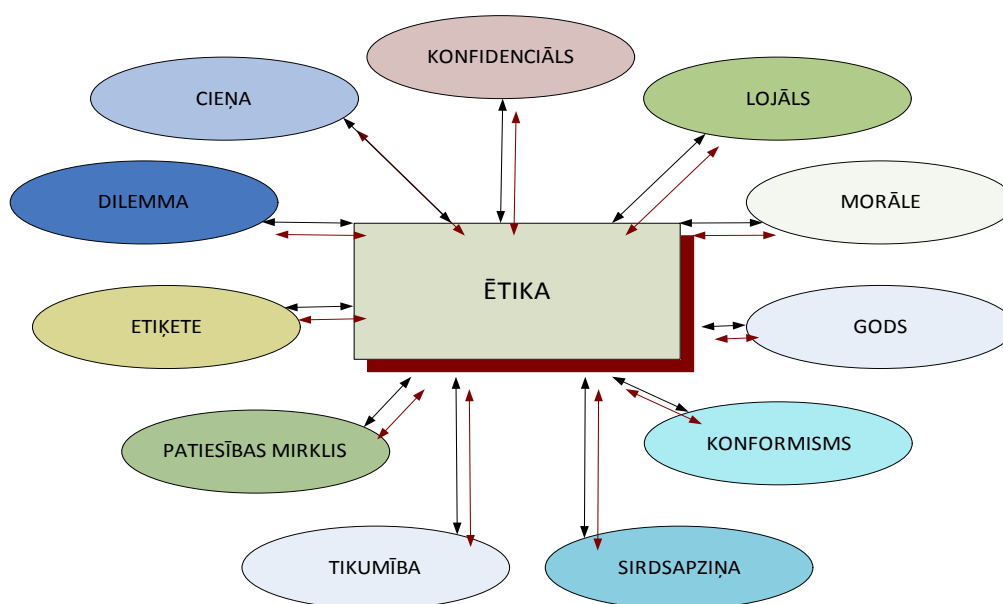 KONFIDENCIĀLS
CIEŅA
LOJĀLS
DILEMMA
MORĀLE
ĒTIKA
ETIĶETE
GODS
PATIESĪBAS MIRKLIS
KONFORMISMS
TIKUMĪBA
SIRDSAPZIŅA